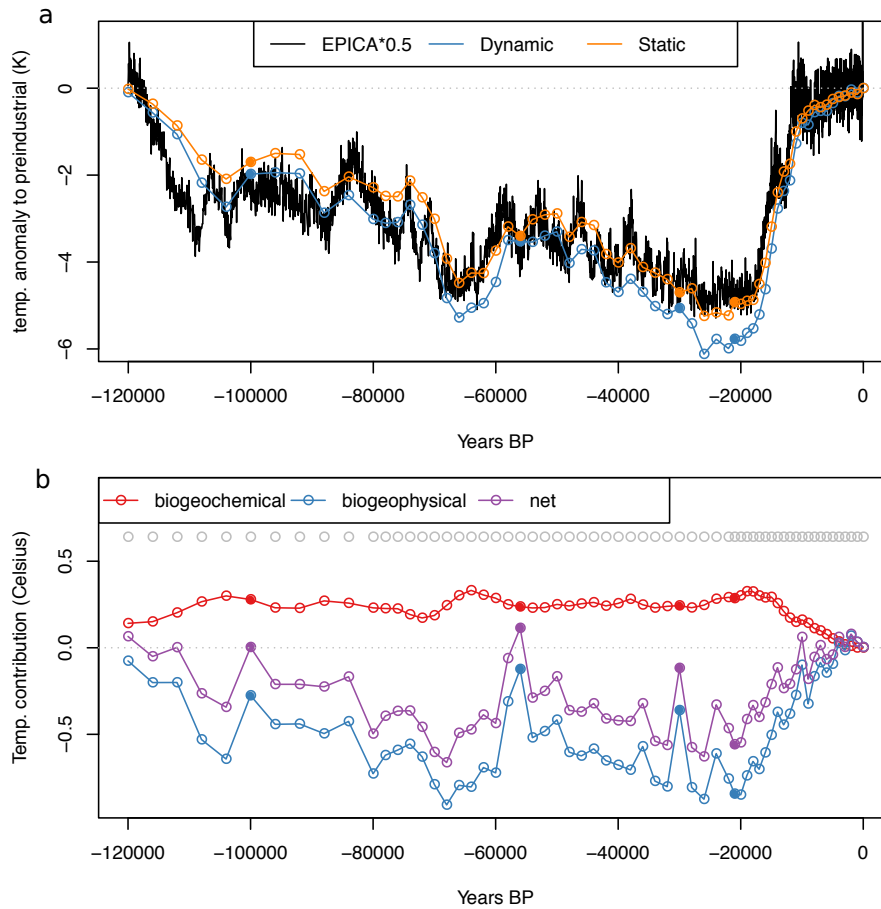 a
EPICA*0.5 Dynamic Static
temp. anomaly to preindustrial (K)
0
−2
−4
−6
−120000 −100000 −80000 −60000 −40000 −20000 0
Years BP
b
biogeochemical biogeophysical net
Temp. contribution (Celsius)
0.5
0.0
−0.5
−120000 −100000 −80000 −60000 −40000 −20000 0
Years BP